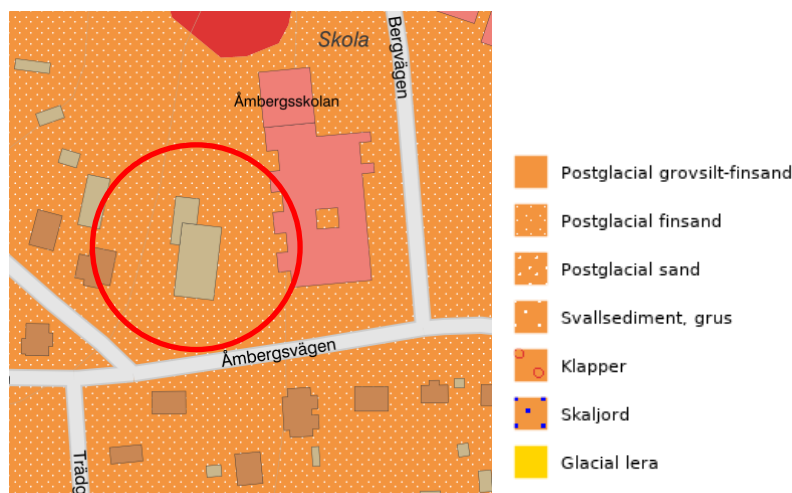 Skola
Bergvägen
Åmbergsskolan
Åmbergsvägen
Trädg
Postglacial grovsilt-finsand
Postglacial finsand
Postglacial sand
Svallsediment, grus
Klapper
Skaljord
Glacial lera